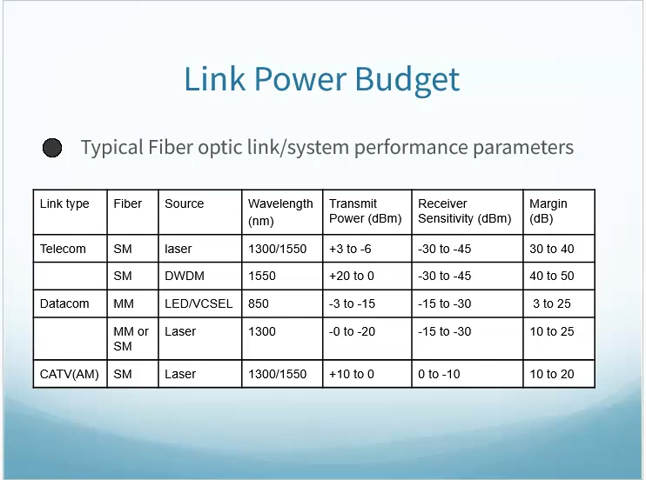 Link Power Budget
Typical Fiber optic link/system performance parameters
Link type Fiber Source Wavelength (nm) Transmit Power (dBm) Receiver Sensitivity (dBm) Margin (dB)
Telecom SM laser 1300/1550 +3 to -6 -30 to -45 30 to 40
SM DWDM 1550 +20 to 0 -30 to -45 40 to 50
Datacom MM LED/VCSEL 850 -3 to -15 -15 to -30 3 to 25
MM or SM Laser 1300 -0 to -20 -15 to -30 10 to 25
CATV(AM) SM Laser 1300/1550 +10 to 0 0 to -10 10 to 20